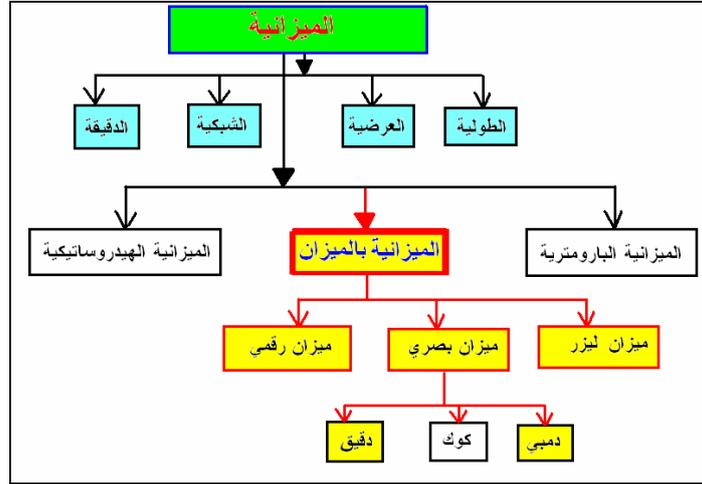 الميزانية
الطولية
العرضية
الشبكية
الدقيقة
الميزانية البارومترية
الميزانية بالميزان
الميزانية الهيدروساتيكية
ميزان ليزر
ميزان بصري
ميزان رقمي
دمبي
كوك
دقيق